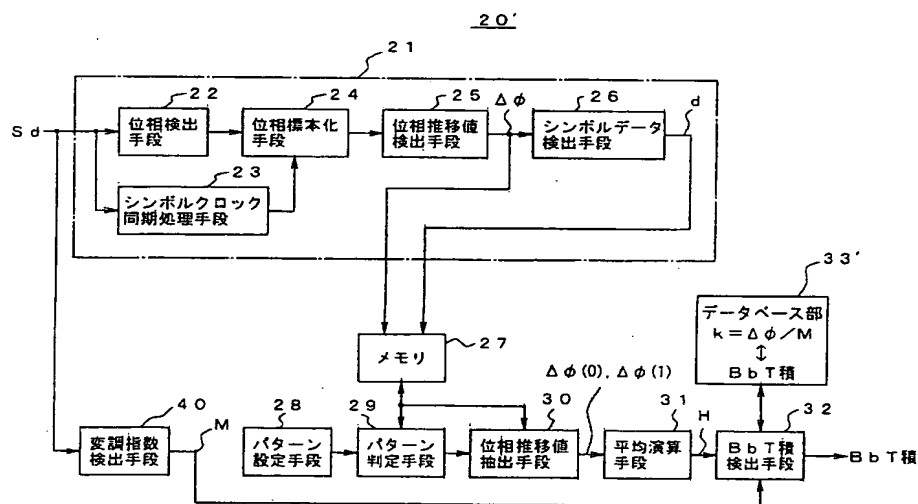 20'
21
22
24
25
Δφ
26
d
Sd
位相検出
手段
位相標本化
手段
位相推移値
検出手段
シンボルデータ
検出手段
23
シンボルクロック
同期処理手段
33'
データベース部
k=Δφ/M
↕
BbT積
メモリ
27
Δφ(0),Δφ(1)
40
M
28
29
30
31
H
32
変調指数
検出手段
パターン
設定手段
パターン
判定手段
位相推移値
抽出手段
平均演算
手段
BbT積
検出手段
BbT積